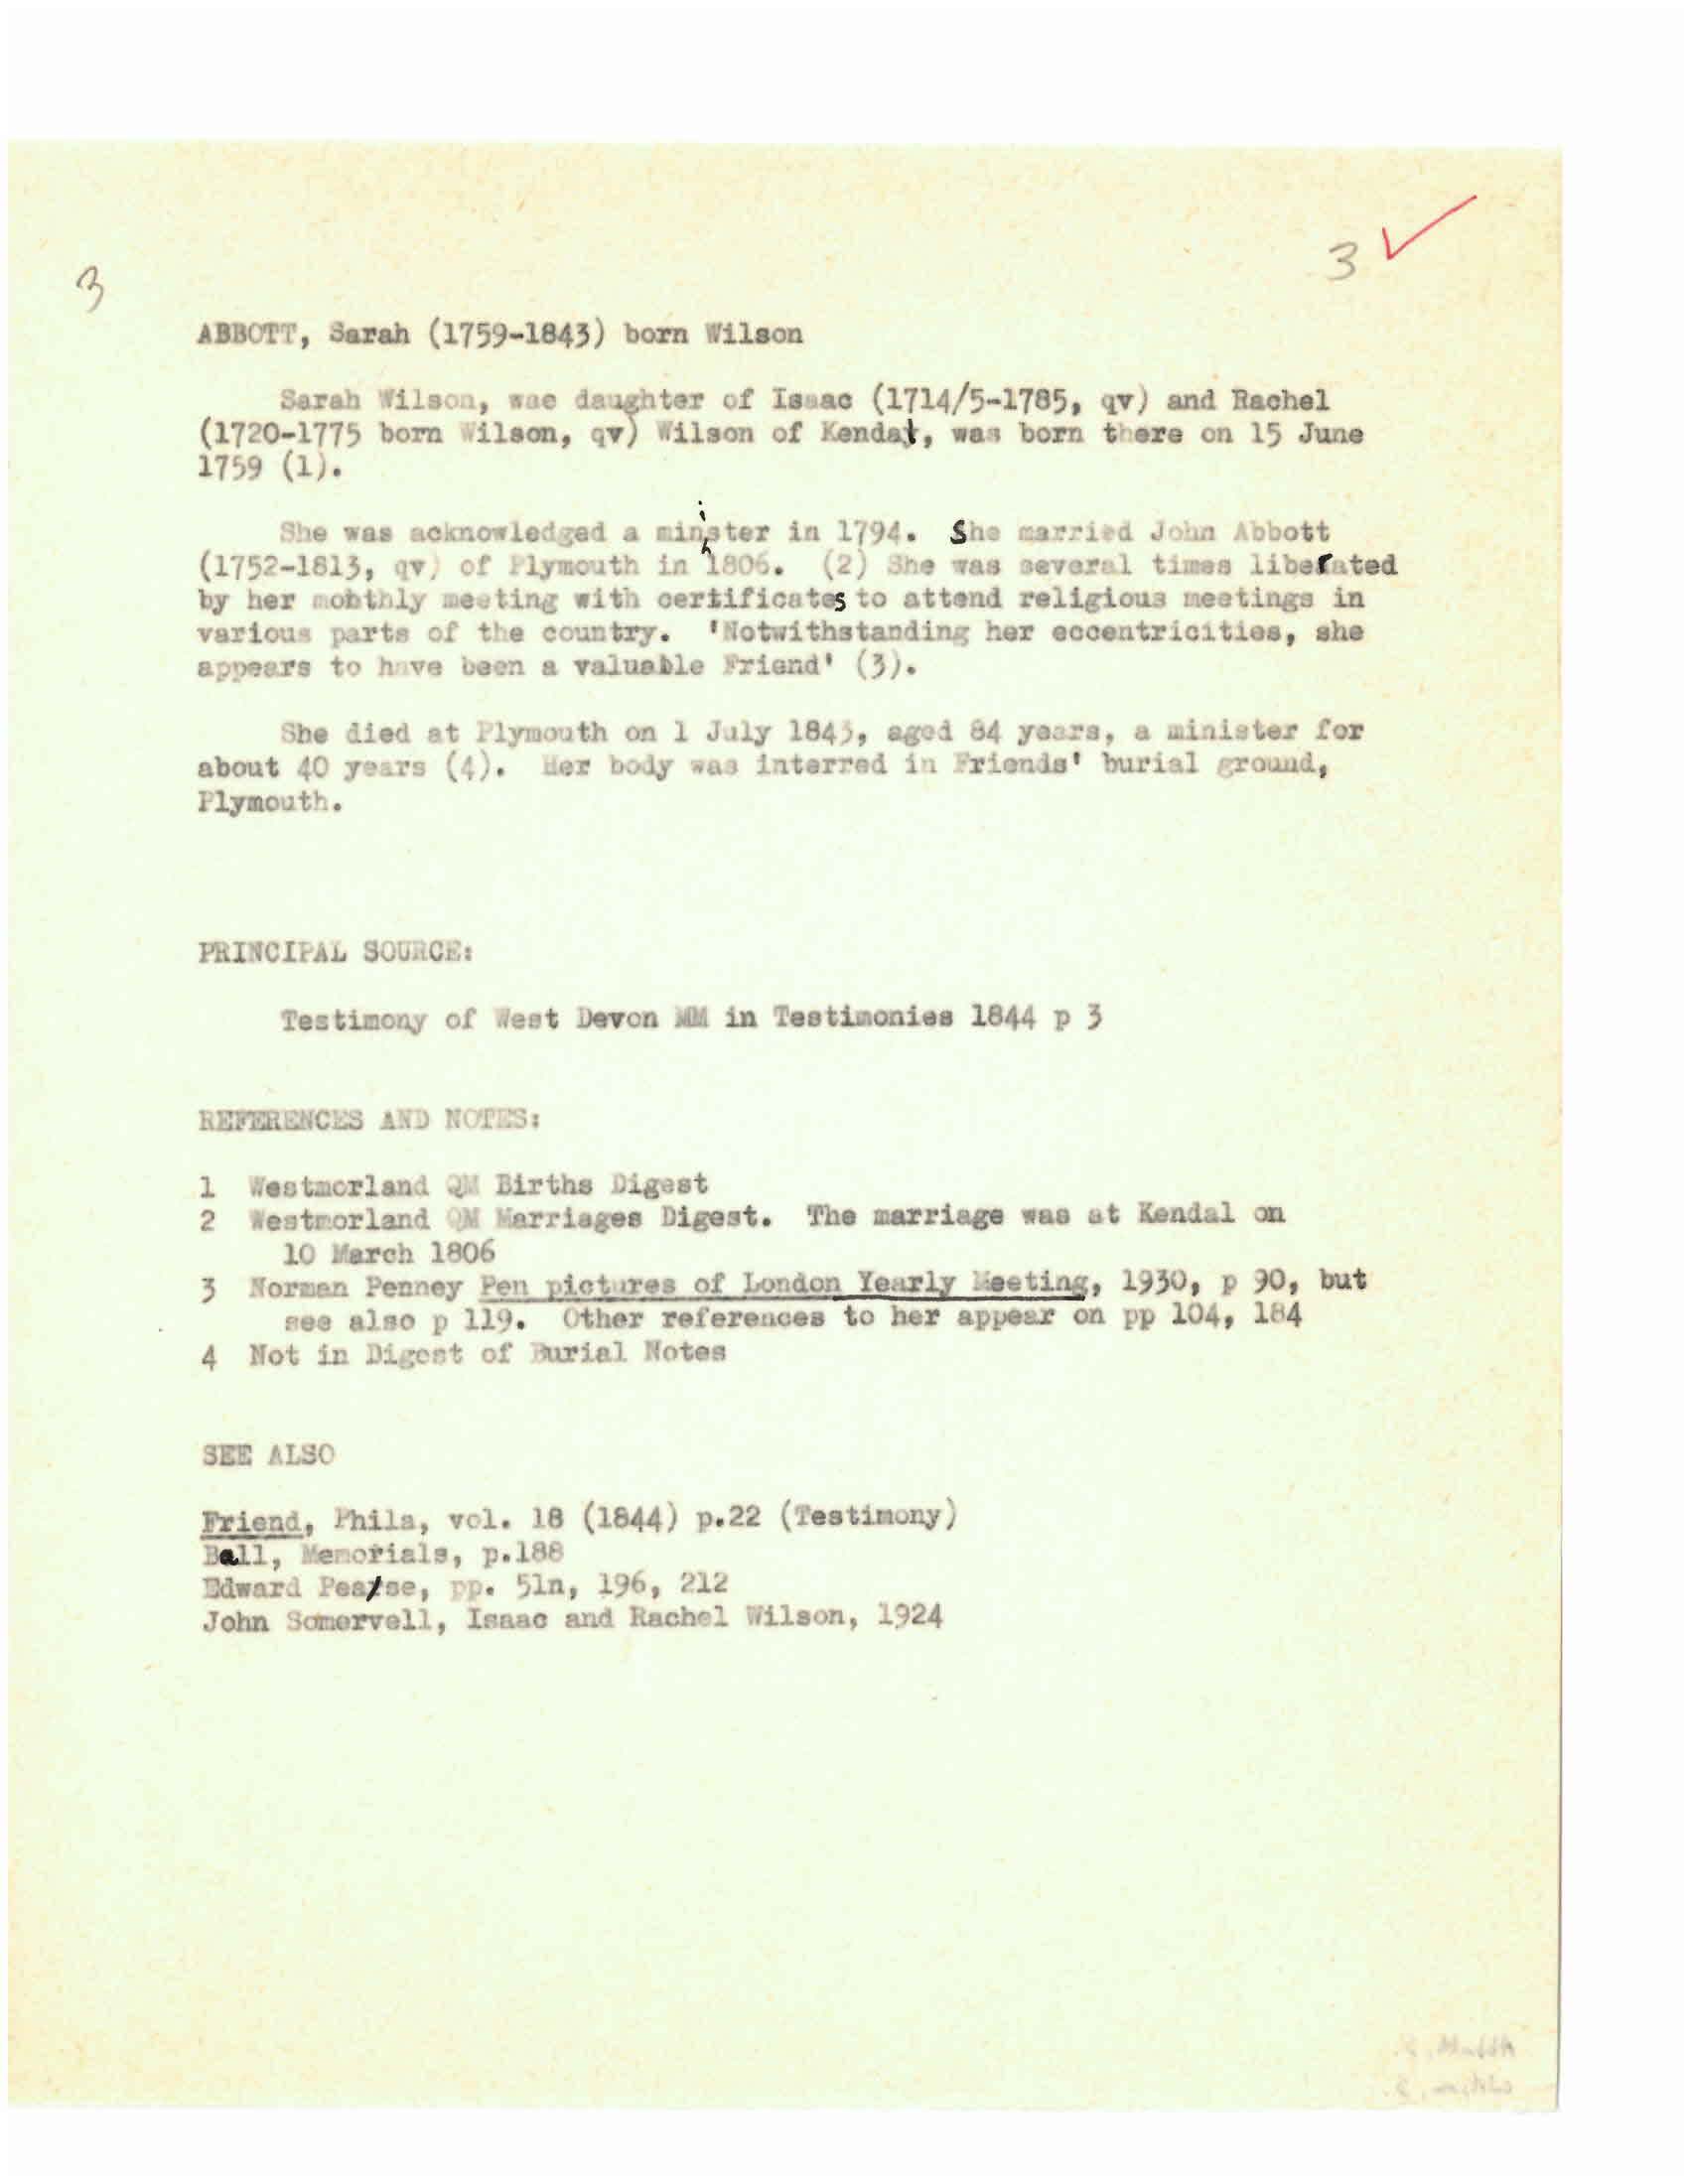 3 ✓
3
ABBOTT, Sarah (1759-1843) born Wilson
Sarah Wilson, was daughter of Isaac (1714/5-1785, qv) and Rachel
(1720-1775 born Wilson, qv) Wilson of Kendal, was born there on 15 June
1759 (1).
She was acknowledged a minister in 1794. She married John Abbott
(1752-1813, qv) of Plymouth in 1806. (2) She was several times liberated
by her monthly meeting with certificates to attend religious meetings in
various parts of the country. 'Notwithstanding her eccentricities, she
appears to have been a valuable Friend' (3).
She died at Plymouth on 1 July 1843, aged 84 years, a minister for
about 40 years (4). Her body was interred in Friends' burial ground,
Plymouth.
PRINCIPAL SOURCE:
Testimony of West Devon MM in Testimonies 1844 p 3
REFERENCES AND NOTES:
1 Westmorland QM Births Digest
2 Westmorland QM Marriages Digest. The marriage was at Kendal on
10 March 1806
3 Norman Penney Pen pictures of London Yearly Meeting, 1930, p 90, but
see also p 119. Other references to her appear on pp 104, 184
4 Not in Digest of Burial Notes
SEE ALSO
Friend, Phila, vol. 18 (1844) p.22 (Testimony)
Ball, Memorials, p.188
Edward Pearse, pp. 51n, 196, 212
John Somervell, Isaac and Rachel Wilson, 1924